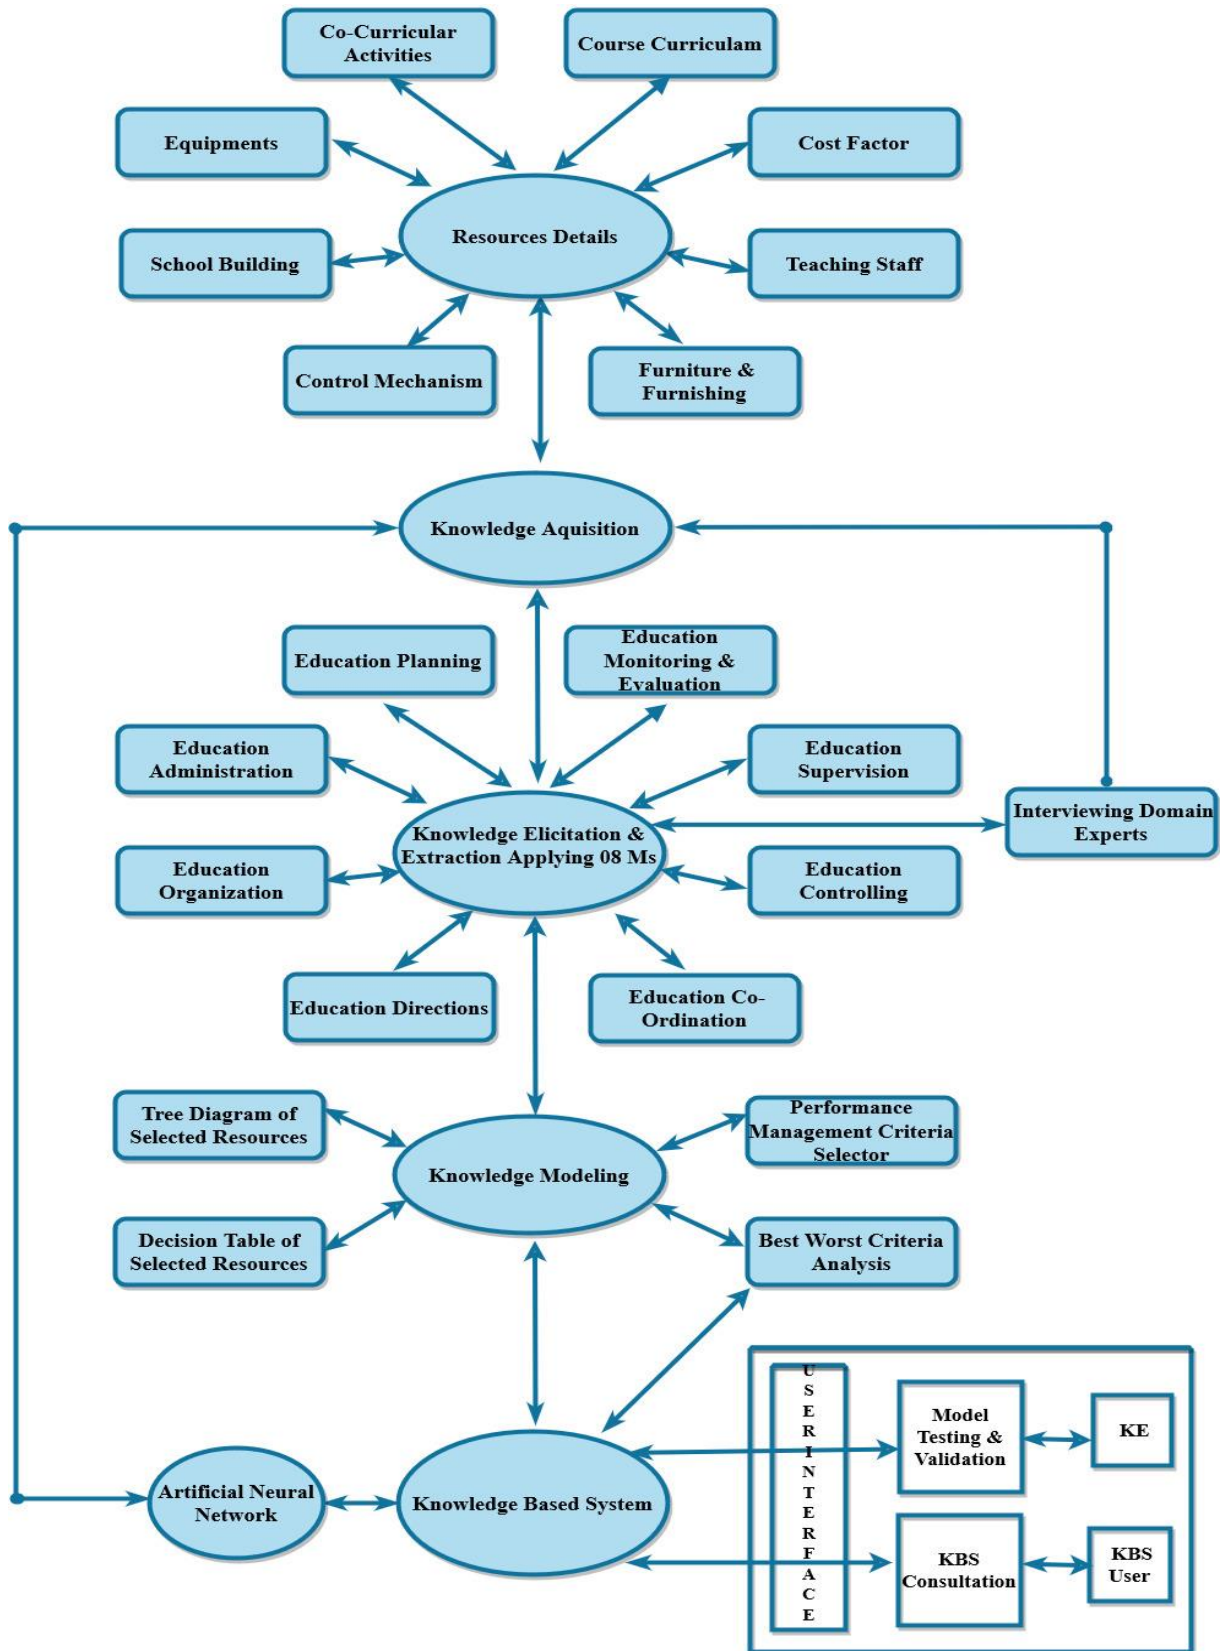 Co-Curricular
Activities
Course Curriculam
Equipments
Cost Factor
Resources Details
School Building
Teaching Staff
Control Mechanism
Furniture &
Furnishing
Knowledge Aquisition
Education Planning
Education
Monitoring &
Evaluation
Education
Administration
Education
Supervision
Knowledge Elicitation &
Extraction Applying 08 Ms
Interviewing Domain
Experts
Education
Organization
Education
Controlling
Education Directions
Education Co-
Ordination
Tree Diagram of
Selected Resources
Performance
Management Criteria
Selector
Knowledge Modeling
Decision Table of
Selected Resources
Best Worst Criteria
Analysis
Artificial Neural
Network
Knowledge Based System
USER INTERFACE
Model
Testing &
Validation
KE
KBS
Consultation
KBS
User